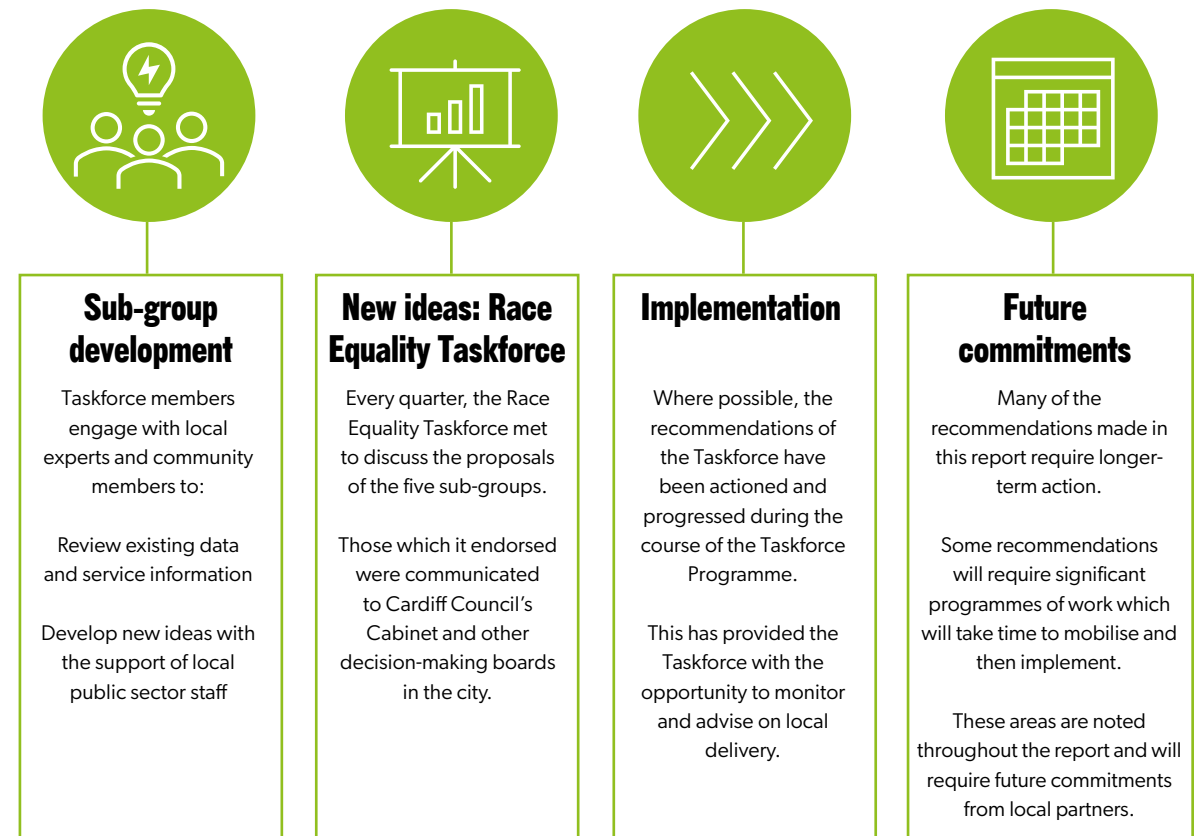 Sub-group
development
Taskforce members
engage with local
experts and community
members to:
Review existing data
and service information
Develop new ideas with
the support of local
public sector staff
New ideas: Race
Equality Taskforce
Every quarter, the Race
Equality Taskforce met
to discuss the proposals
of the five sub-groups.
Those which it endorsed
were communicated
to Cardiff Council’s
Cabinet and other
decision-making boards
in the city.
Implementation
Where possible, the
recommendations of
the Taskforce have
been actioned and
progressed during the
course of the Taskforce
Programme.
This has provided the
Taskforce with the
opportunity to monitor
and advise on local
delivery.
Future
commitments
Many of the
recommendations made in
this report require longer-
term action.
Some recommendations
will require significant
programmes of work which
will take time to mobilise and
then implement.
These areas are noted
throughout the report and will
require future commitments
from local partners.